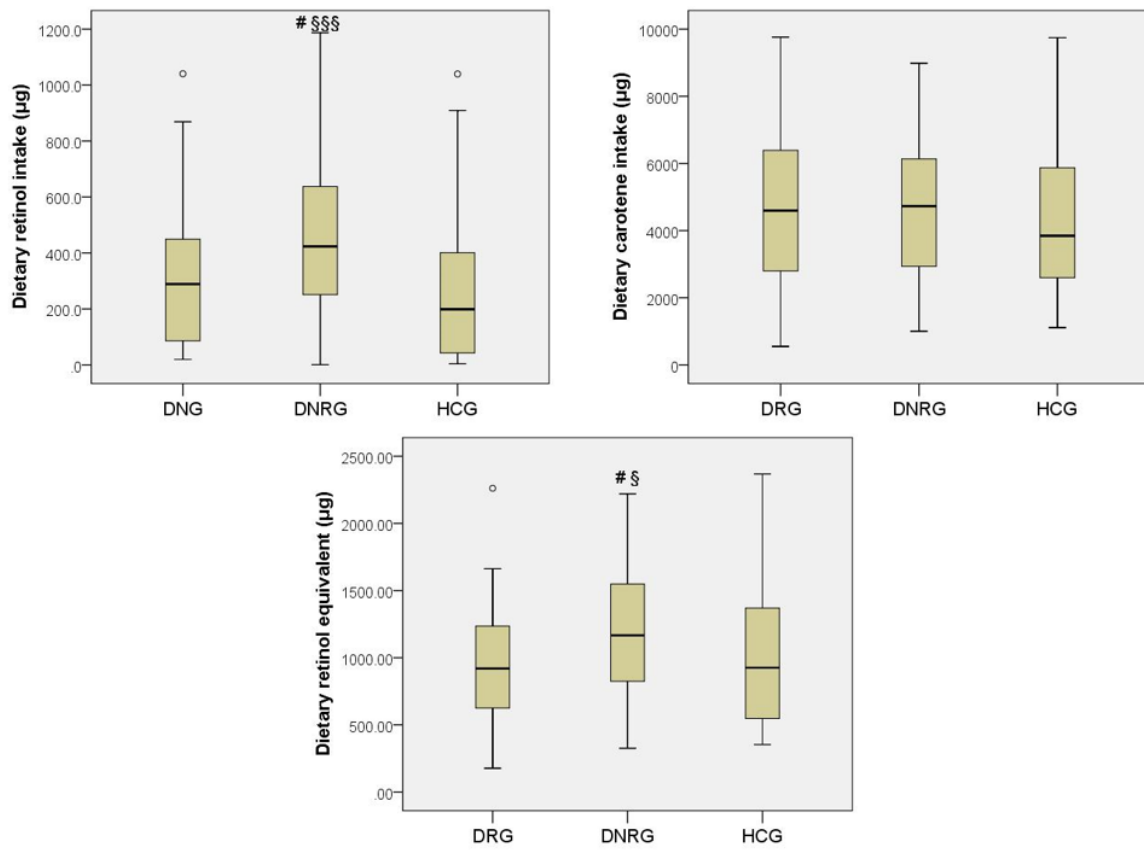 Dietary retinol intake (µg)
1200.0
1000.0
800.0
600.0
400.0
200.0
.0
# §§§
DNG
DNRG
HCG
Dietary carotene intake (µg)
10000
8000
6000
4000
2000
0
DRG
DNRG
HCG
Dietary retinol equivalent (µg)
2500.00
2000.00
1500.00
1000.00
500.00
.00
# §
DRG
DNRG
HCG